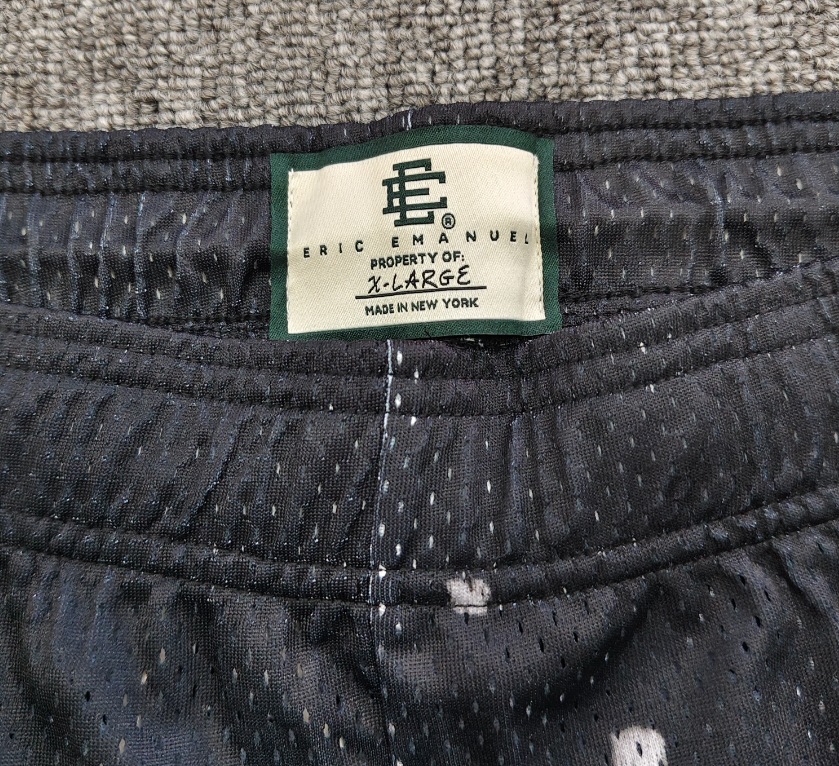 EE®
ERIC EMANUEL
PROPERTY OF:
X-LARGE
MADE IN NEW YORK